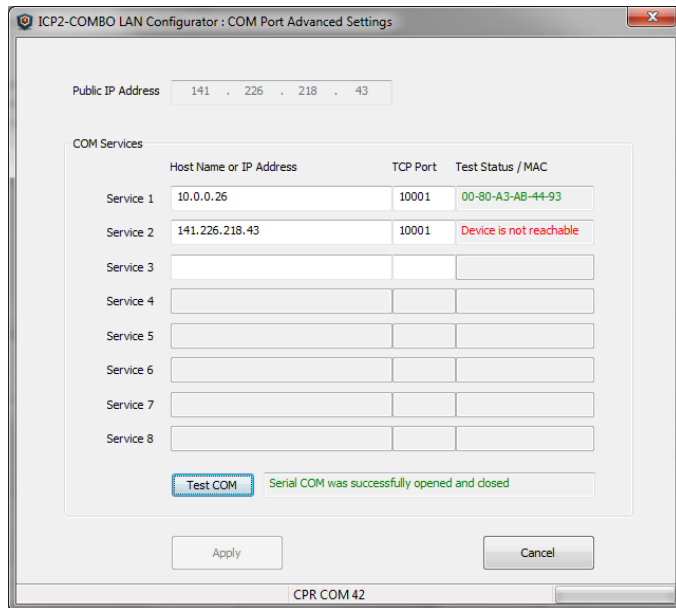 ICP2-COMBO LAN Configurator : COM Port Advanced Settings
Public IP Address 141 . 226 . 218 . 43
COM Services
Host Name or IP Address TCP Port Test Status / MAC
Service 1 10.0.0.26 10001 00-80-A3-AB-44-93
Service 2 141.226.218.43 10001 Device is not reachable
Service 3
Service 4
Service 5
Service 6
Service 7
Service 8
Test COM Serial COM was successfully opened and closed
Apply Cancel
CPR COM 42